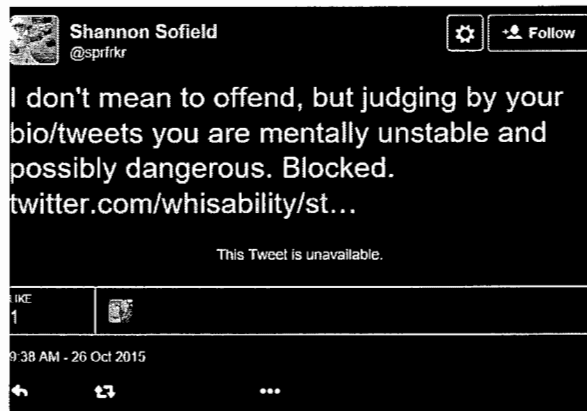 Shannon Sofield
@sprfrkr
Follow
I don't mean to offend, but judging by your
bio/tweets you are mentally unstable and
possibly dangerous. Blocked.
twitter.com/whisability/st…
This Tweet is unavailable.
LIKE
1
9:38 AM - 26 Oct 2015